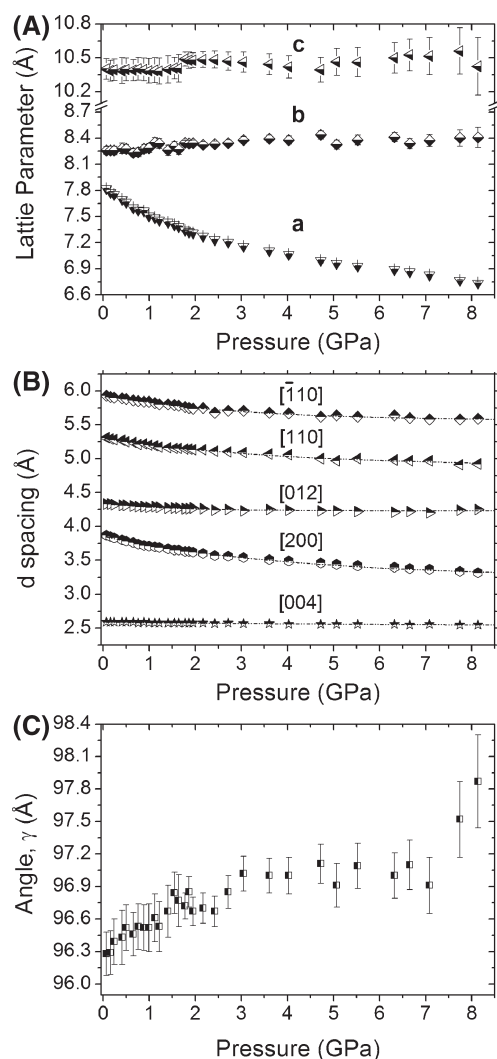 (A)
Lattie Parameter (Å)
10.8
10.5
10.2
8.7
8.4
8.1
7.8
7.5
7.2
6.9
6.6
c
b
a
0 1 2 3 4 5 6 7 8
Pressure (GPa)
(B)
d spacing (Å)
6.0
5.5
5.0
4.5
4.0
3.5
3.0
2.5
[1̄10]
[110]
[012]
[200]
[004]
0 1 2 3 4 5 6 7 8
Pressure (GPa)
(C)
Angle, γ (Å)
98.4
98.1
97.8
97.5
97.2
96.9
96.6
96.3
96.0
0 1 2 3 4 5 6 7 8
Pressure (GPa)